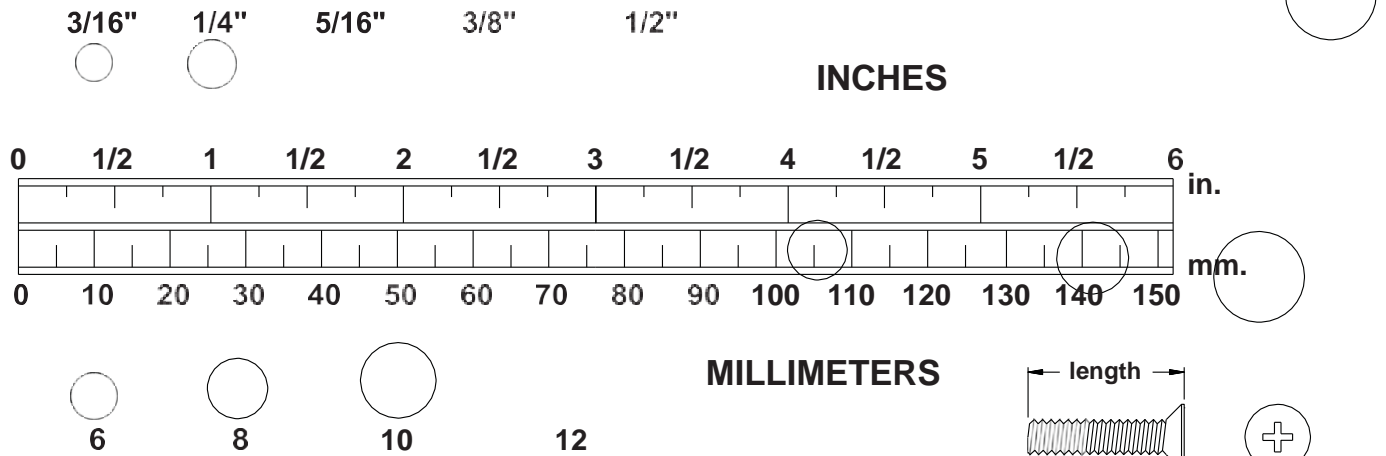 3/16" 1/4" 5/16" 3/8" 1/2"
INCHES
0 1/2 1 1/2 2 1/2 3 1/2 4 1/2 5 1/2 6
in.
mm.
0 10 20 30 40 50 60 70 80 90 100 110 120 130 140 150
MILLIMETERS
length
6 8 10 12